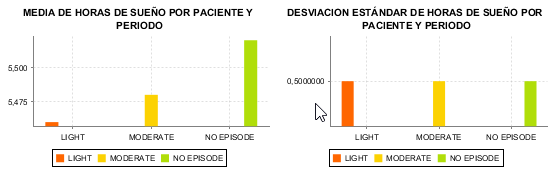 MEDIA DE HORAS DE SUEÑO POR PACIENTE Y
PERIODO
5,500
5,475
LIGHT MODERATE NO EPISODE
LIGHT MODERATE NO EPISODE
DESVIACION ESTÁNDAR DE HORAS DE SUEÑO POR
PACIENTE Y PERIODO
0,5000000
LIGHT MODERATE NO EPISODE
LIGHT MODERATE NO EPISODE